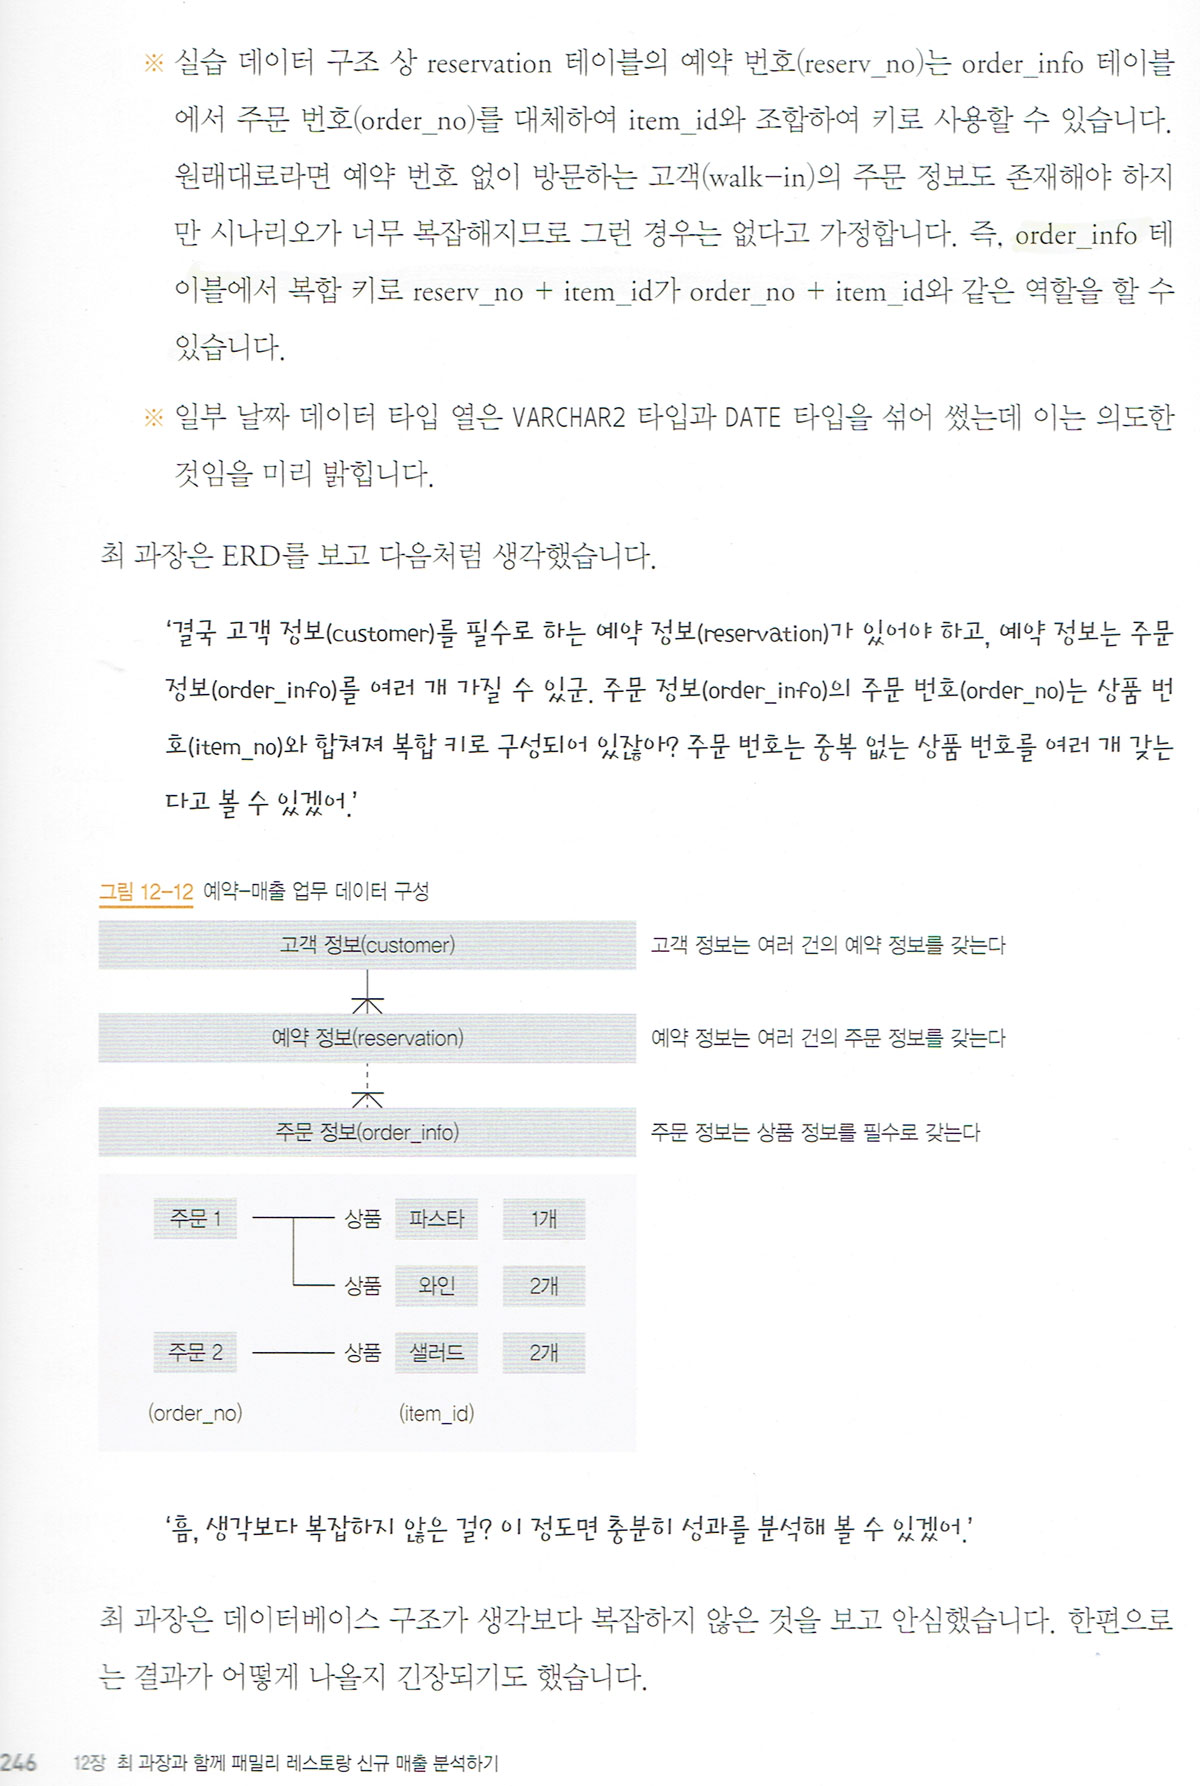 ※ 실습 데이터 구조 상 reservation 테이블의 예약 번호(reserv_no)는 order_info 테이블
에서 주문 번호(order_no)를 대체하여 item_id와 조합하여 키로 사용할 수 있습니다.
원래대로라면 예약 번호 없이 방문하는 고객(walk-in)의 주문 정보도 존재해야 하지
만 시나리오가 너무 복잡해지므로 그런 경우는 없다고 가정합니다. 즉, order_info 테
이블에서 복합 키로 reserv_no + item_id가 order_no + item_id와 같은 역할을 할 수
있습니다.
※ 일부 날짜 데이터 타입 열은 VARCHAR2 타입과 DATE 타입을 섞어 썼는데 이는 의도한
것임을 미리 밝힙니다.
최 과장은 ERD를 보고 다음처럼 생각했습니다.
‘결국 고객 정보(customer)를 필수로 하는 예약 정보(reservation)가 있어야 하고, 예약 정보는 주문
정보(order_info)를 여러 개 가질 수 있군. 주문 정보(order_info)의 주문 번호(order_no)는 상품 번
호(item_no)와 합쳐져 복합 키로 구성되어 있잖아? 주문 번호는 중복 없는 상품 번호를 여러 개 갖는
다고 볼 수 있겠어.’
그림 12-12 예약-매출 업무 데이터 구성
고객 정보(customer) 고객 정보는 여러 건의 예약 정보를 갖는다
예약 정보(reservation) 예약 정보는 여러 건의 주문 정보를 갖는다
주문 정보(order_info) 주문 정보는 상품 정보를 필수로 갖는다
주문 1 상품 파스타 1개
상품 와인 2개
주문 2 상품 샐러드 2개
(order_no) (item_id)
‘흠, 생각보다 복잡하지 않은 걸? 이 정도면 충분히 성과를 분석해 볼 수 있겠어.’
최 과장은 데이터베이스 구조가 생각보다 복잡하지 않은 것을 보고 안심했습니다. 한편으로
는 결과가 어떻게 나올지 긴장되기도 했습니다.
246 12장 최 과장과 함께 패밀리 레스토랑 신규 매출 분석하기